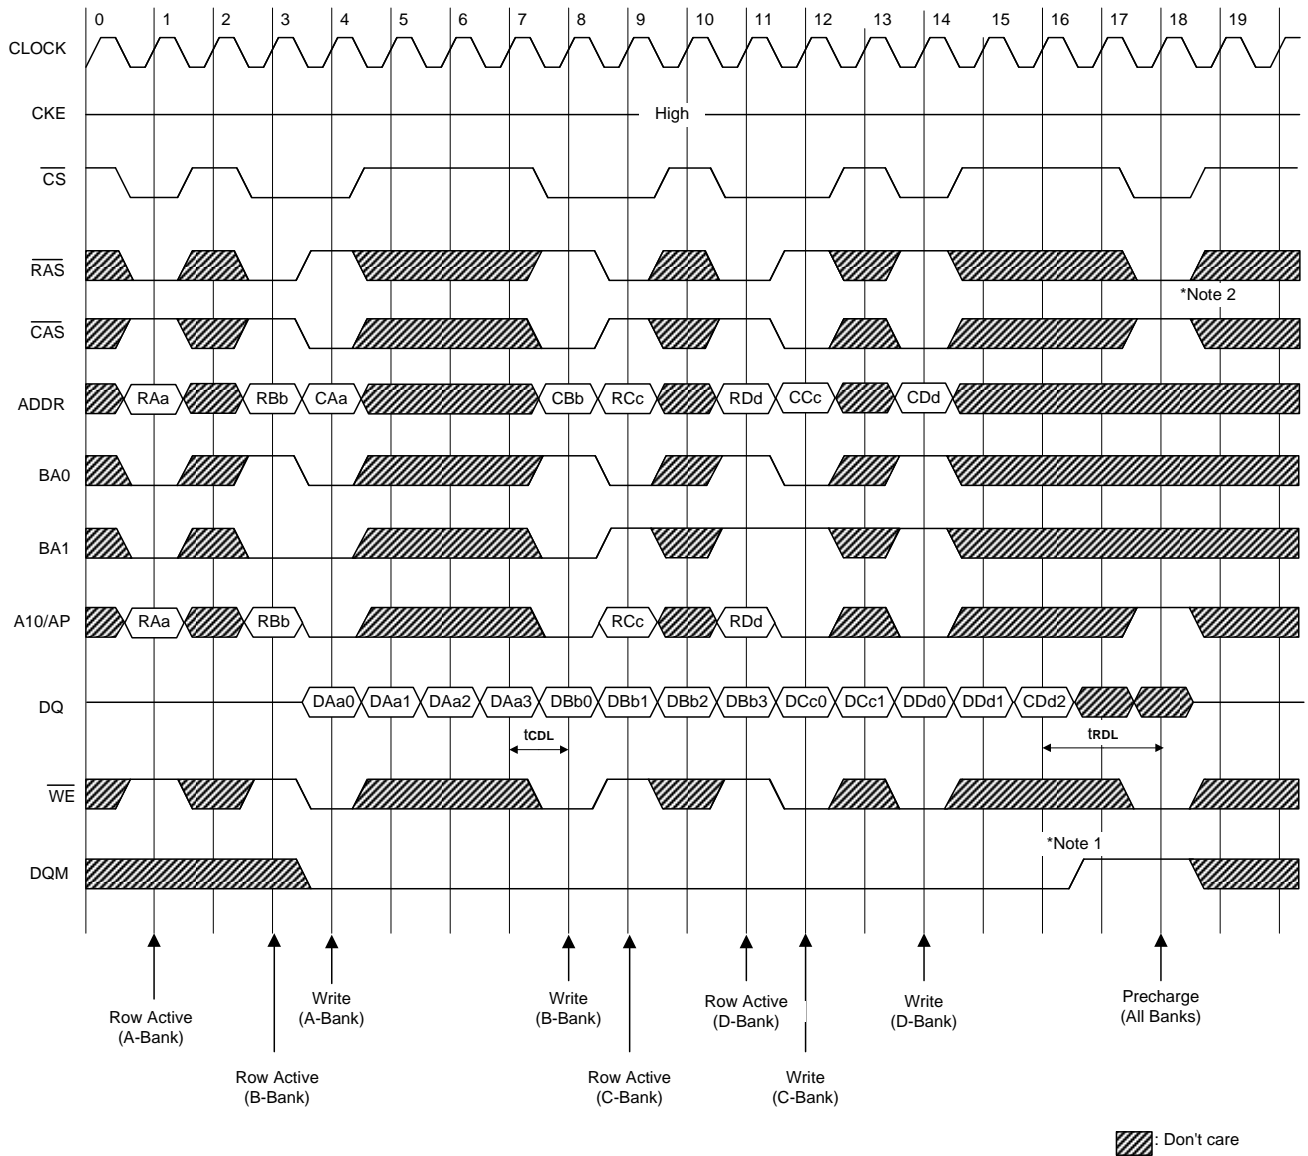 0 1 2 3 4 5 6 7 8 9 10 11 12 13 14 15 16 17 18 19
CLOCK
CKE
High
CS
RAS
*Note 2
CAS
ADDR
RAa RBb CAa CBb RCc RDd CCc CDd
BA0
BA1
A10/AP
RAa RBb RCc RDd
DQ
DAa0 DAa1 DAa2 DAa3 DBb0 DBb1 DBb2 DBb3 DCc0 DCc1 DDd0 DDd1 CDd2
tCDL tRDL
WE
*Note 1
DQM
Row Active
(A-Bank)
Row Active
(B-Bank)
Write
(A-Bank)
Write
(B-Bank)
Row Active
(C-Bank)
Row Active
(D-Bank)
Write
(C-Bank)
Write
(D-Bank)
Precharge
(All Banks)
: Don't care